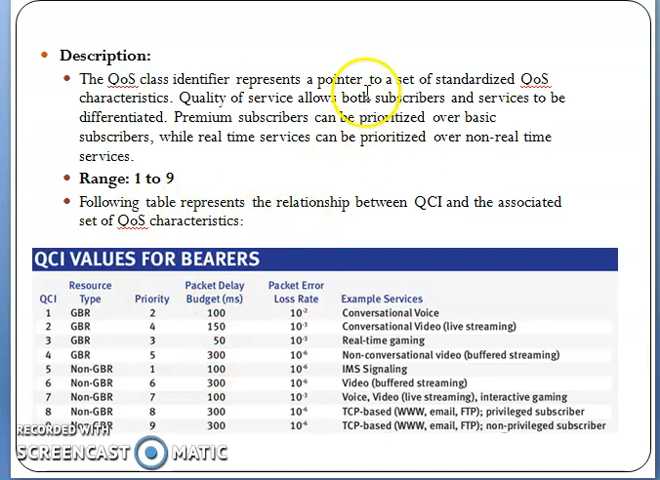 Description:
The QoS class identifier represents a pointer to a set of standardized QoS
characteristics. Quality of service allows both subscribers and services to be
differentiated. Premium subscribers can be prioritized over basic
subscribers, while real time services can be prioritized over non-real time
services.
Range: 1 to 9
Following table represents the relationship between QCI and the associated
set of QoS characteristics:
QCI VALUES FOR BEARERS
QCI Resource Type Priority Packet Delay Budget (ms) Packet Error Loss Rate Example Services
1 GBR 2 100 10⁻² Conversational Voice
2 GBR 4 150 10⁻³ Conversational Video (live streaming)
3 GBR 3 50 10⁻³ Real-time gaming
4 GBR 5 300 10⁻⁶ Non-conversational video (buffered streaming)
5 Non-GBR 1 100 10⁻⁶ IMS Signaling
6 Non-GBR 6 300 10⁻⁶ Video (buffered streaming)
7 Non-GBR 7 100 10⁻³ Voice, Video (live streaming), interactive gaming
8 Non-GBR 8 300 10⁻⁶ TCP-based (WWW, email, FTP); privileged subscriber
Non-GBR 9 300 10⁻⁶ TCP-based (WWW, email, FTP); non-privileged subscriber
RECORDED WITH
SCREENCAST MATIC